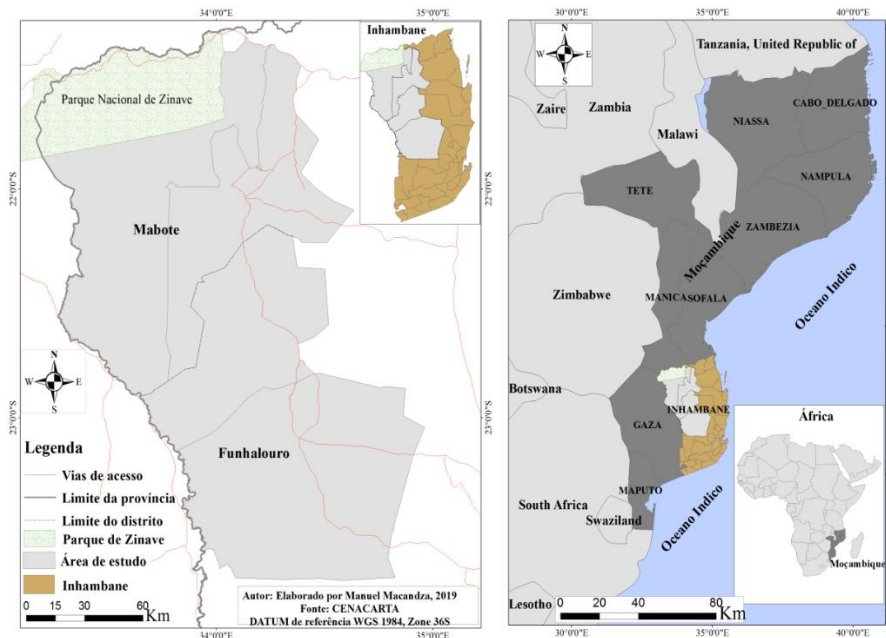 34°0'0"E
35°0'0"E
N
W
E
S
Inhambane
Parque Nacional de Zinave
22°0'0"S
22°0'0"S
Mabote
N
W
E
S
23°0'0"S
23°0'0"S
Funhalouro
Legenda
Vias de acesso
Limite da província
Limite do distrito
Parque de Zinave
Área de estudo
Inhambane
0 15 30 60
Km
Autor: Elaborado por Manuel Macandza, 2019
Fonte: CENACARTA
DATUM de referência WGS 1984, Zone 36S
34°0'0"E
35°0'0"E
30°0'0"E
35°0'0"E
40°0'0"E
N
W
E
S
Tanzania, United Republic of
Zaire
Zambia
Malawi
CABO_DELGADO
NIASSA
NAMPULA
TETE
ZAMBEZIA
Moçambique
Zimbabwe
MANICA
SOFALA
Oceano Indico
Botswana
INHAMBANE
GAZA
África
MAPUTO
South Africa
Swaziland
Oceano Indico
Moçambique
Lesotho
0 20 40 80
Km
30°0'0"E
35°0'0"E
40°0'0"E